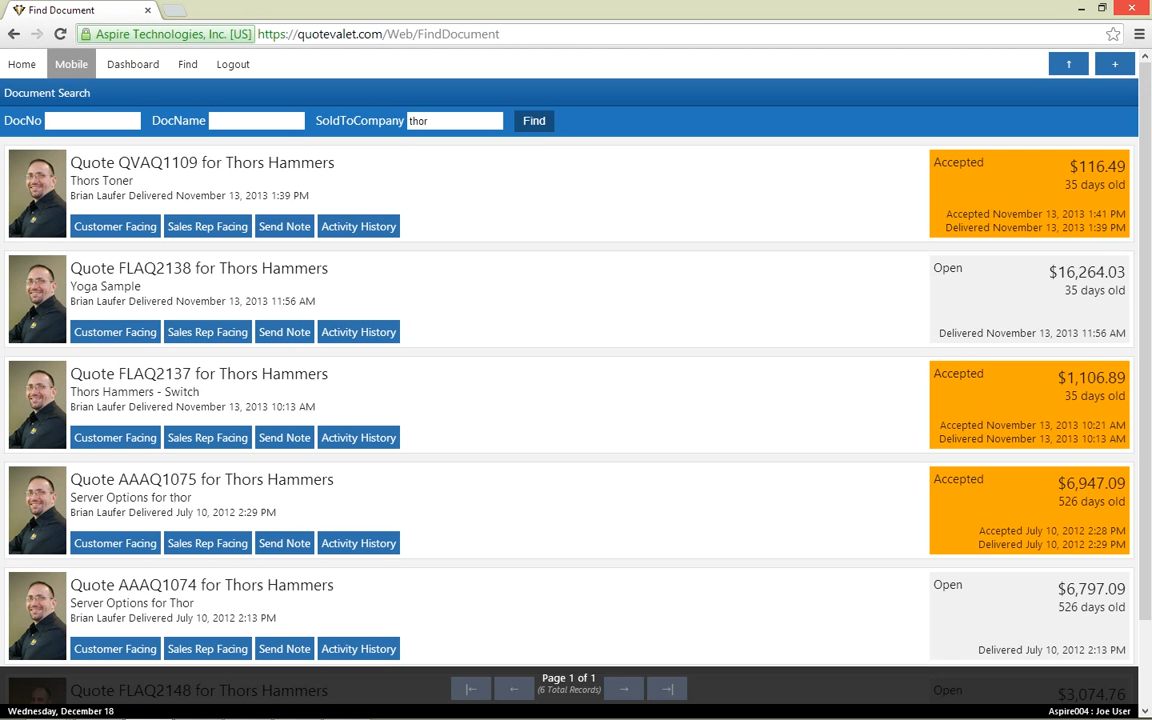 Find Document
Aspire Technologies, Inc. [US] https://quotevalet.com/Web/FindDocument
Home Mobile Dashboard Find Logout
Document Search
DocNo DocName SoldToCompany thor Find
Quote QVAQ1109 for Thors Hammers
Thors Toner
Brian Laufer Delivered November 13, 2013 1:39 PM
Customer Facing Sales Rep Facing Send Note Activity History
Accepted $116.49
35 days old
Accepted November 13, 2013 1:41 PM
Delivered November 13, 2013 1:39 PM
Quote FLAQ2138 for Thors Hammers
Yoga Sample
Brian Laufer Delivered November 13, 2013 11:56 AM
Customer Facing Sales Rep Facing Send Note Activity History
Open $16,264.03
35 days old
Delivered November 13, 2013 11:56 AM
Quote FLAQ2137 for Thors Hammers
Thors Hammers - Switch
Brian Laufer Delivered November 13, 2013 10:13 AM
Customer Facing Sales Rep Facing Send Note Activity History
Accepted $1,106.89
35 days old
Accepted November 13, 2013 10:21 AM
Delivered November 13, 2013 10:13 AM
Quote AAAQ1075 for Thors Hammers
Server Options for thor
Brian Laufer Delivered July 10, 2012 2:29 PM
Customer Facing Sales Rep Facing Send Note Activity History
Accepted $6,947.09
526 days old
Accepted July 10, 2012 2:28 PM
Delivered July 10, 2012 2:29 PM
Quote AAAQ1074 for Thors Hammers
Server Options for Thor
Brian Laufer Delivered July 10, 2012 2:13 PM
Customer Facing Sales Rep Facing Send Note Activity History
Open $6,797.09
526 days old
Delivered July 10, 2012 2:13 PM
Quote FLAQ2148 for Thors Hammers
Open $3,074.76
Page 1 of 1
(6 Total Records)
Wednesday, December 18 Aspire004 : Joe User